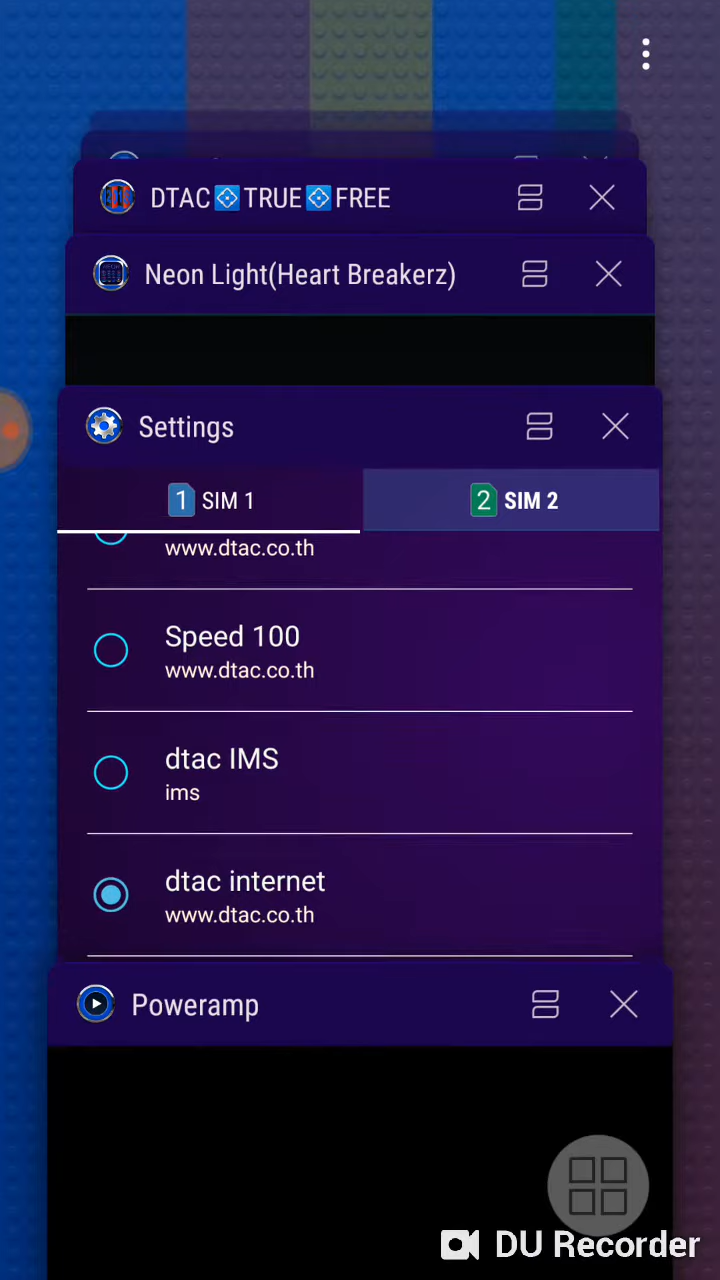 DTAC💠TRUE💠FREE
Neon Light(Heart Breakerz)
Settings
1 SIM 1
2 SIM 2
www.dtac.co.th
Speed 100
www.dtac.co.th
dtac IMS
ims
dtac internet
www.dtac.co.th
Poweramp
DU Recorder